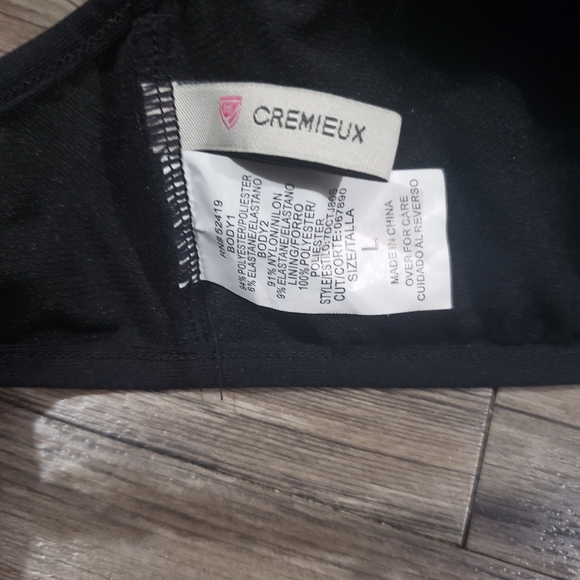 CREMIEUX
RN#52419
BODY1
94%POLYESTER/POLIESTER
6% ELASTANE/ELASTANO
BODY2
91% NYLON/NILON
9% ELASTANE/ELASTANO
LINING/FORRO
100% POLYESTER/
POLIESTER
CUT/CORTE:1067890
SIZE/TALLA
L
MADE IN CHINA
OVER FOR CARE
CUIDADO AL REVERSO